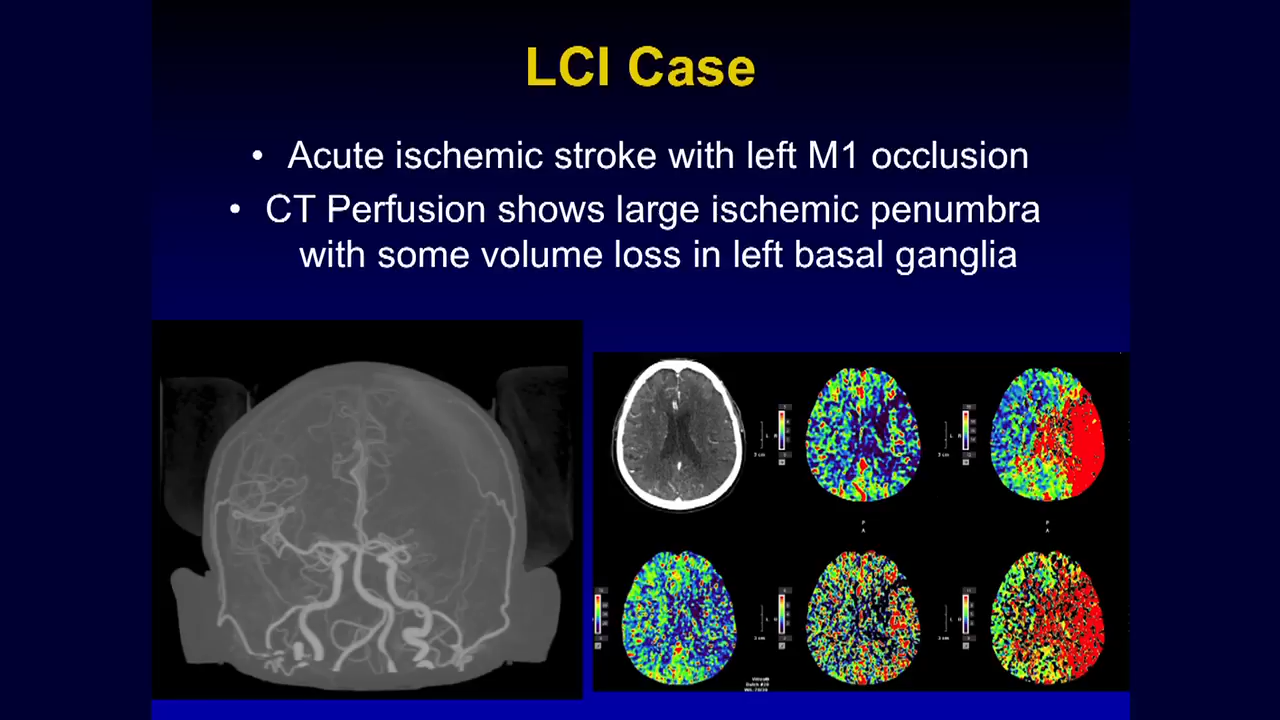 LCI Case
• Acute ischemic stroke with left M1 occlusion
• CT Perfusion shows large ischemic penumbra
with some volume loss in left basal ganglia